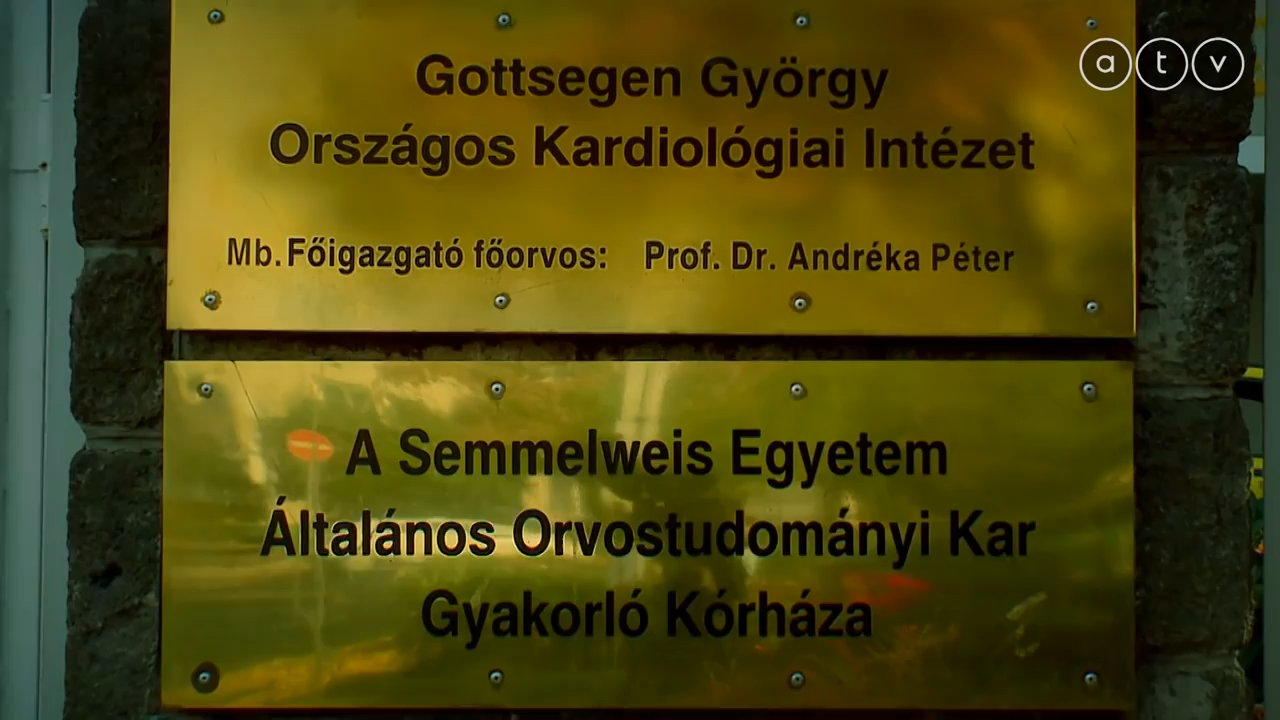 atv
Gottsegen György
Országos Kardiológiai Intézet
Mb. Főigazgató főorvos: Prof. Dr. Andréka Péter
A Semmelweis Egyetem
Általános Orvostudományi Kar
Gyakorló Kórháza